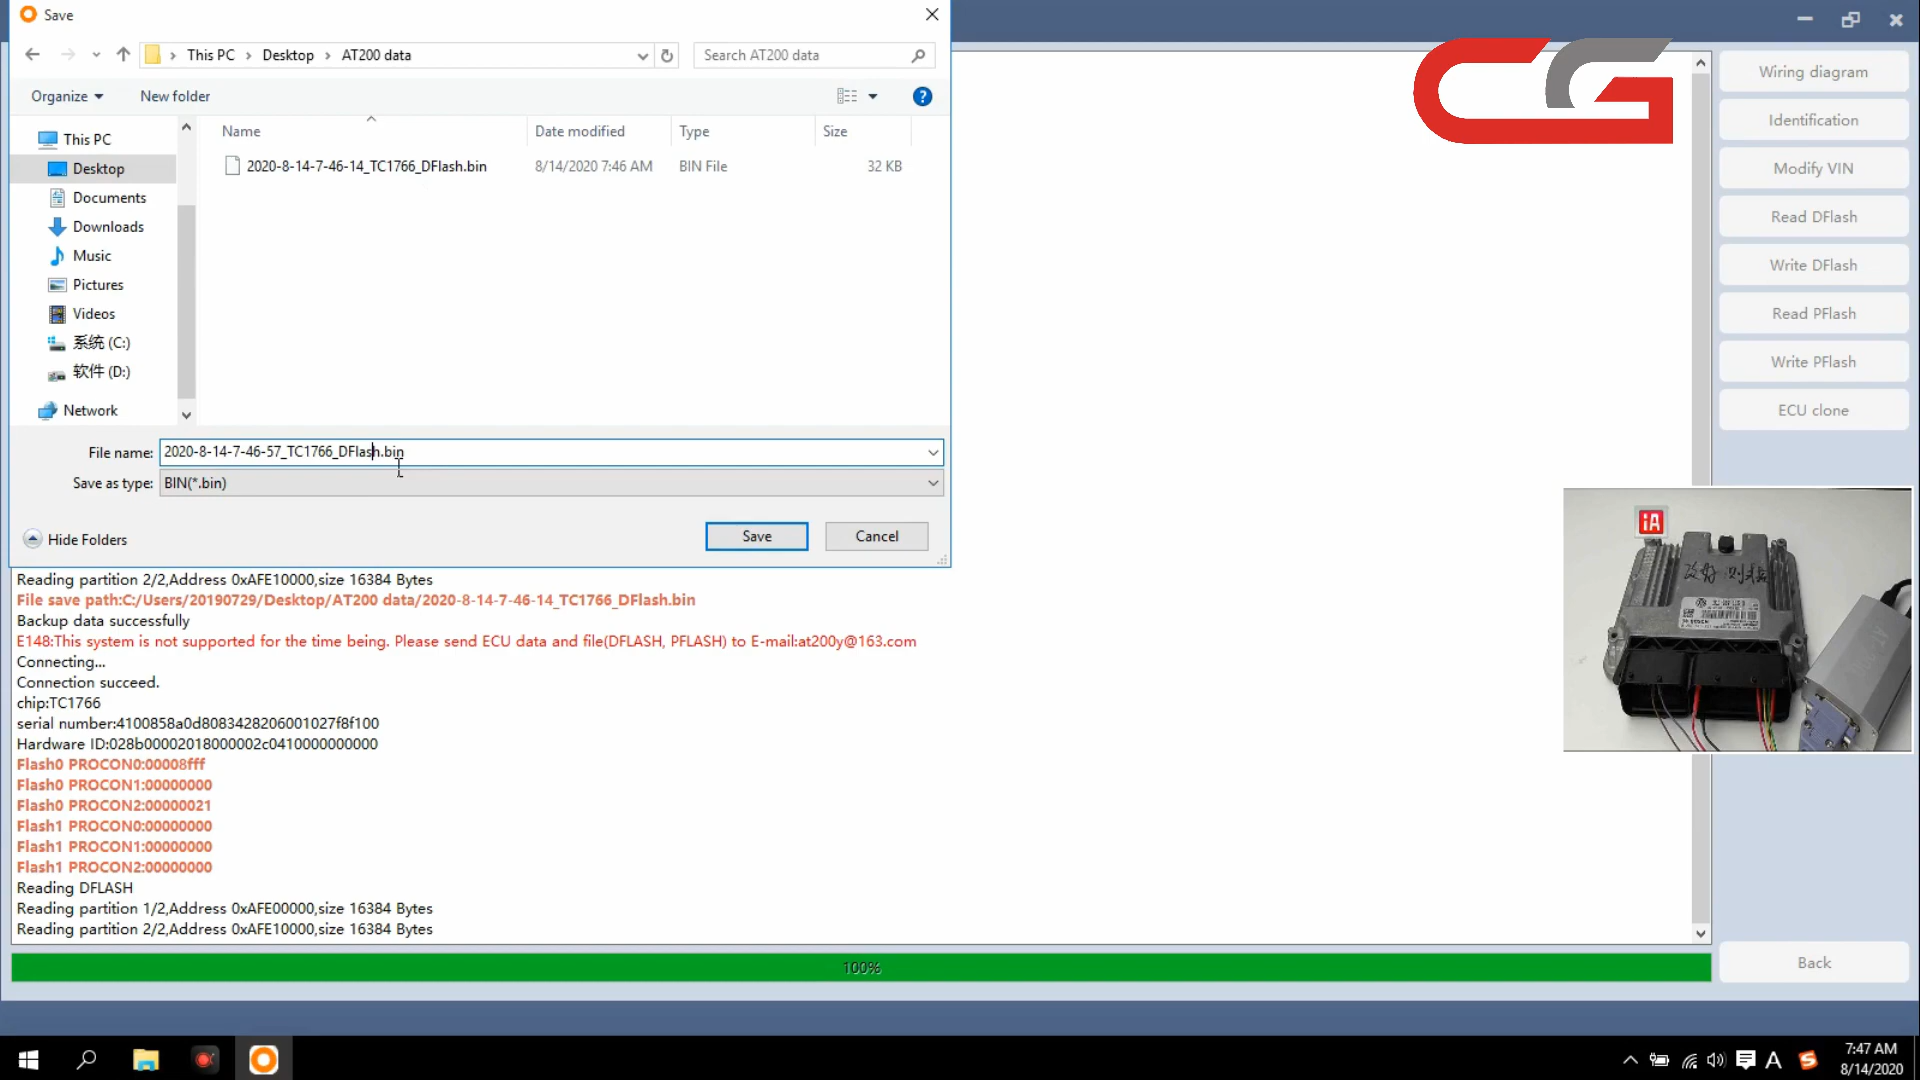 Save
This PC
Desktop
AT200 data
Search AT200 data
Organize
New folder
Name
Date modified
Type
Size
2020-8-14-7-46-14_TC1766_DFlash.bin
8/14/2020 7:46 AM
BIN File
32 KB
This PC
Desktop
Documents
Downloads
Music
Pictures
Videos
系统 (C:)
软件 (D:)
Network
File name:
2020-8-14-7-46-57_TC1766_DFlash.bin
Save as type:
BIN(*.bin)
Hide Folders
Save
Cancel
Reading partition 2/2,Address 0xAFE10000,size 16384 Bytes
File save path:C:/Users/20190729/Desktop/AT200 data/2020-8-14-7-46-14_TC1766_DFlash.bin
Backup data successfully
E148:This system is not supported for the time being. Please send ECU data and file(DFLASH, PFLASH) to E-mail:at200y@163.com
Connecting...
Connection succeed.
chip:TC1766
serial number:4100858a0d8083428206001027f8f100
Hardware ID:028b00002018000002c0410000000000
Flash0 PROCON0:00008fff
Flash0 PROCON1:00000000
Flash0 PROCON2:00000021
Flash1 PROCON0:00000000
Flash1 PROCON1:00000000
Flash1 PROCON2:00000000
Reading DFLASH
Reading partition 1/2,Address 0xAFE00000,size 16384 Bytes
Reading partition 2/2,Address 0xAFE10000,size 16384 Bytes
100%
CG
Wiring diagram
Identification
Modify VIN
Read DFlash
Write DFlash
Read PFlash
Write PFlash
ECU clone
iA
Back
7:47 AM
8/14/2020